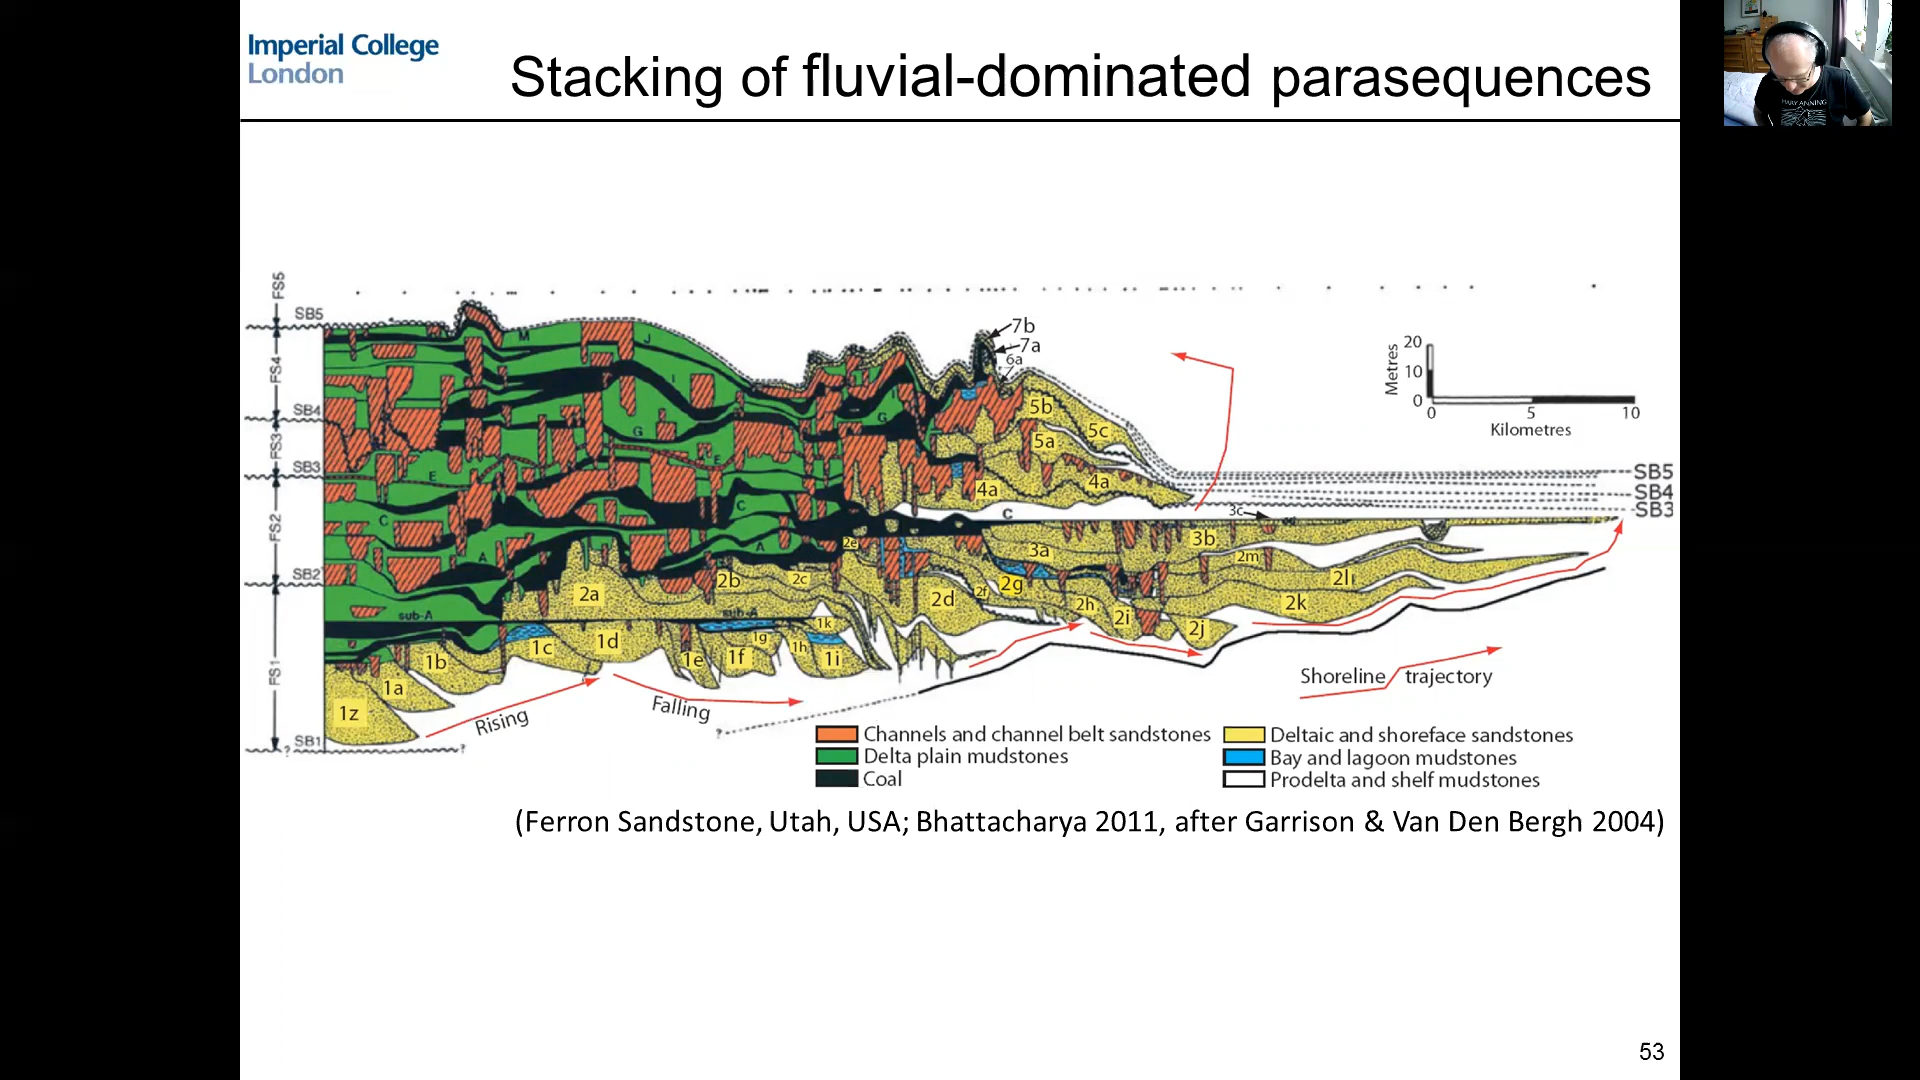 Imperial College
London
Stacking of fluvial-dominated parasequences
MARY ANNING
FS5
SB5
FS4
SB4
FS3
SB3
FS2
SB2
FS1
SB1
M
J
I
G
E
C
A
sub-A
G
E
C
A
sub-A
I
C
7b
7a
6a
5b
5c
5a
4a
4a
3c
3a
3b
2a
2b
2c
2d
2e
2f
2g
2h
2i
2j
2k
2l
2m
1z
1a
1b
1c
1d
1e
1f
1g
1h
1i
1k
Rising
Falling
?
?
?
Metres
20
10
0
0 5 10
Kilometres
SB5
SB4
SB3
Shoreline trajectory
Channels and channel belt sandstones
Delta plain mudstones
Coal
Deltaic and shoreface sandstones
Bay and lagoon mudstones
Prodelta and shelf mudstones
(Ferron Sandstone, Utah, USA; Bhattacharya 2011, after Garrison & Van Den Bergh 2004)
53